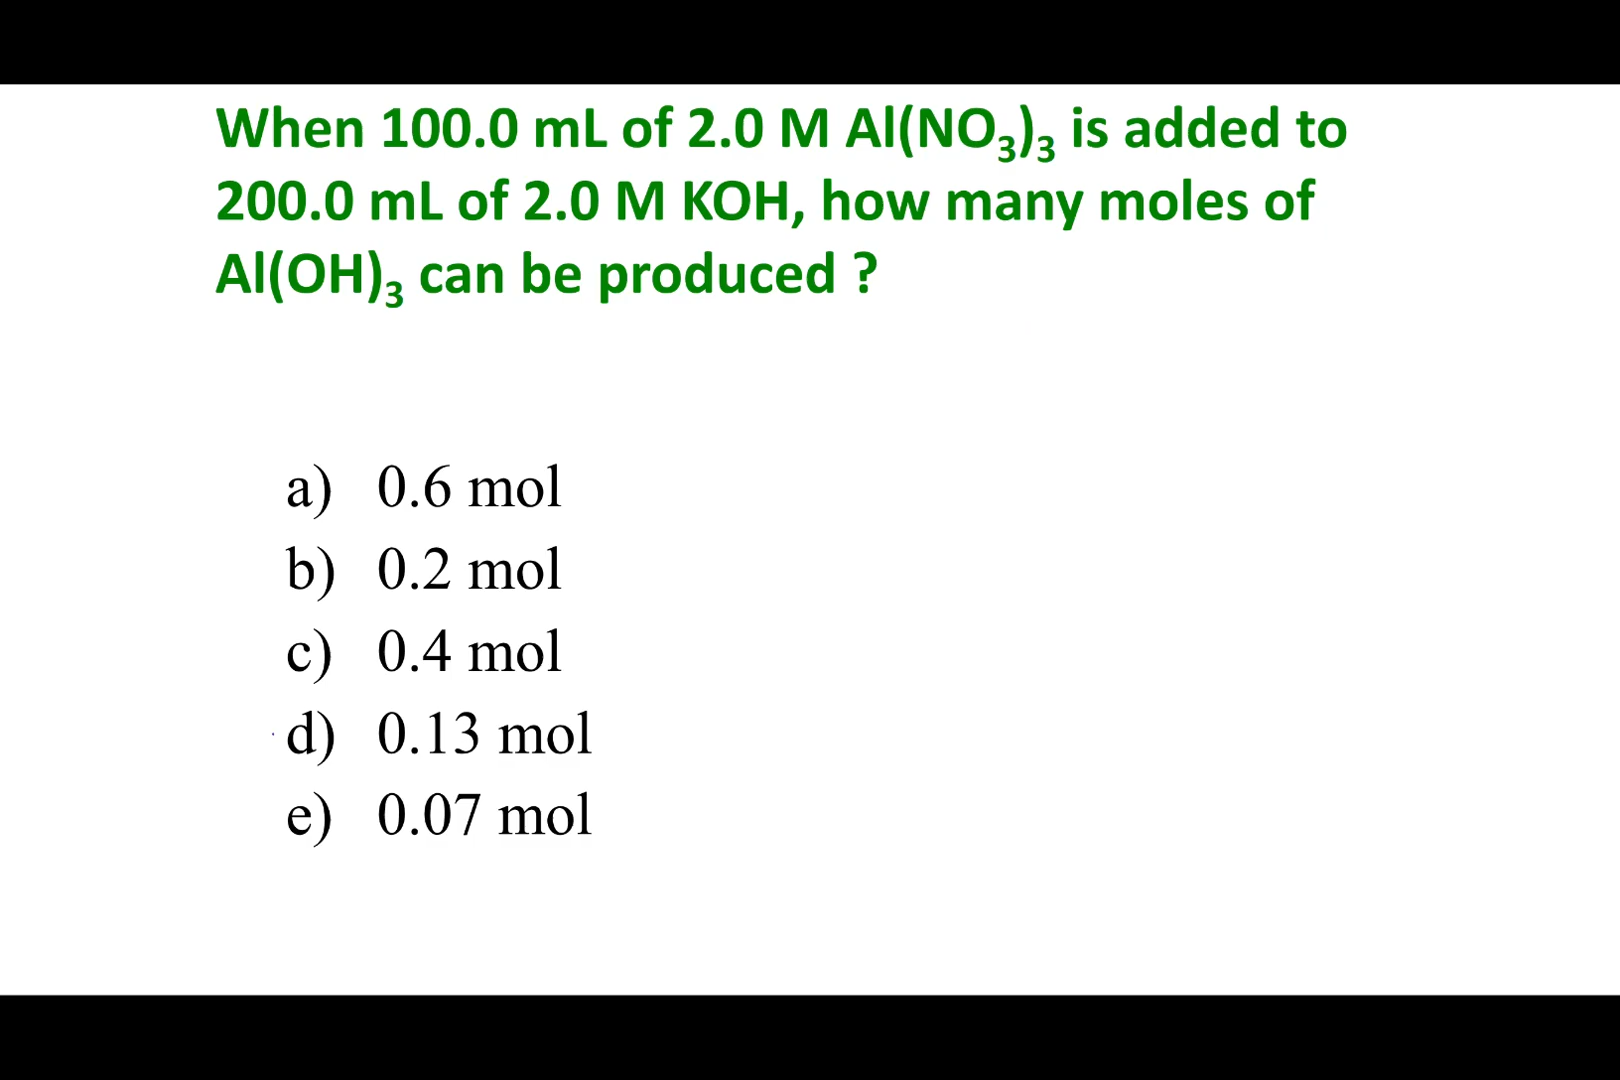 When 100.0 mL of 2.0 M Al(NO₃)₃ is added to
200.0 mL of 2.0 M KOH, how many moles of
Al(OH)₃ can be produced ?
a) 0.6 mol
b) 0.2 mol
c) 0.4 mol
d) 0.13 mol
e) 0.07 mol